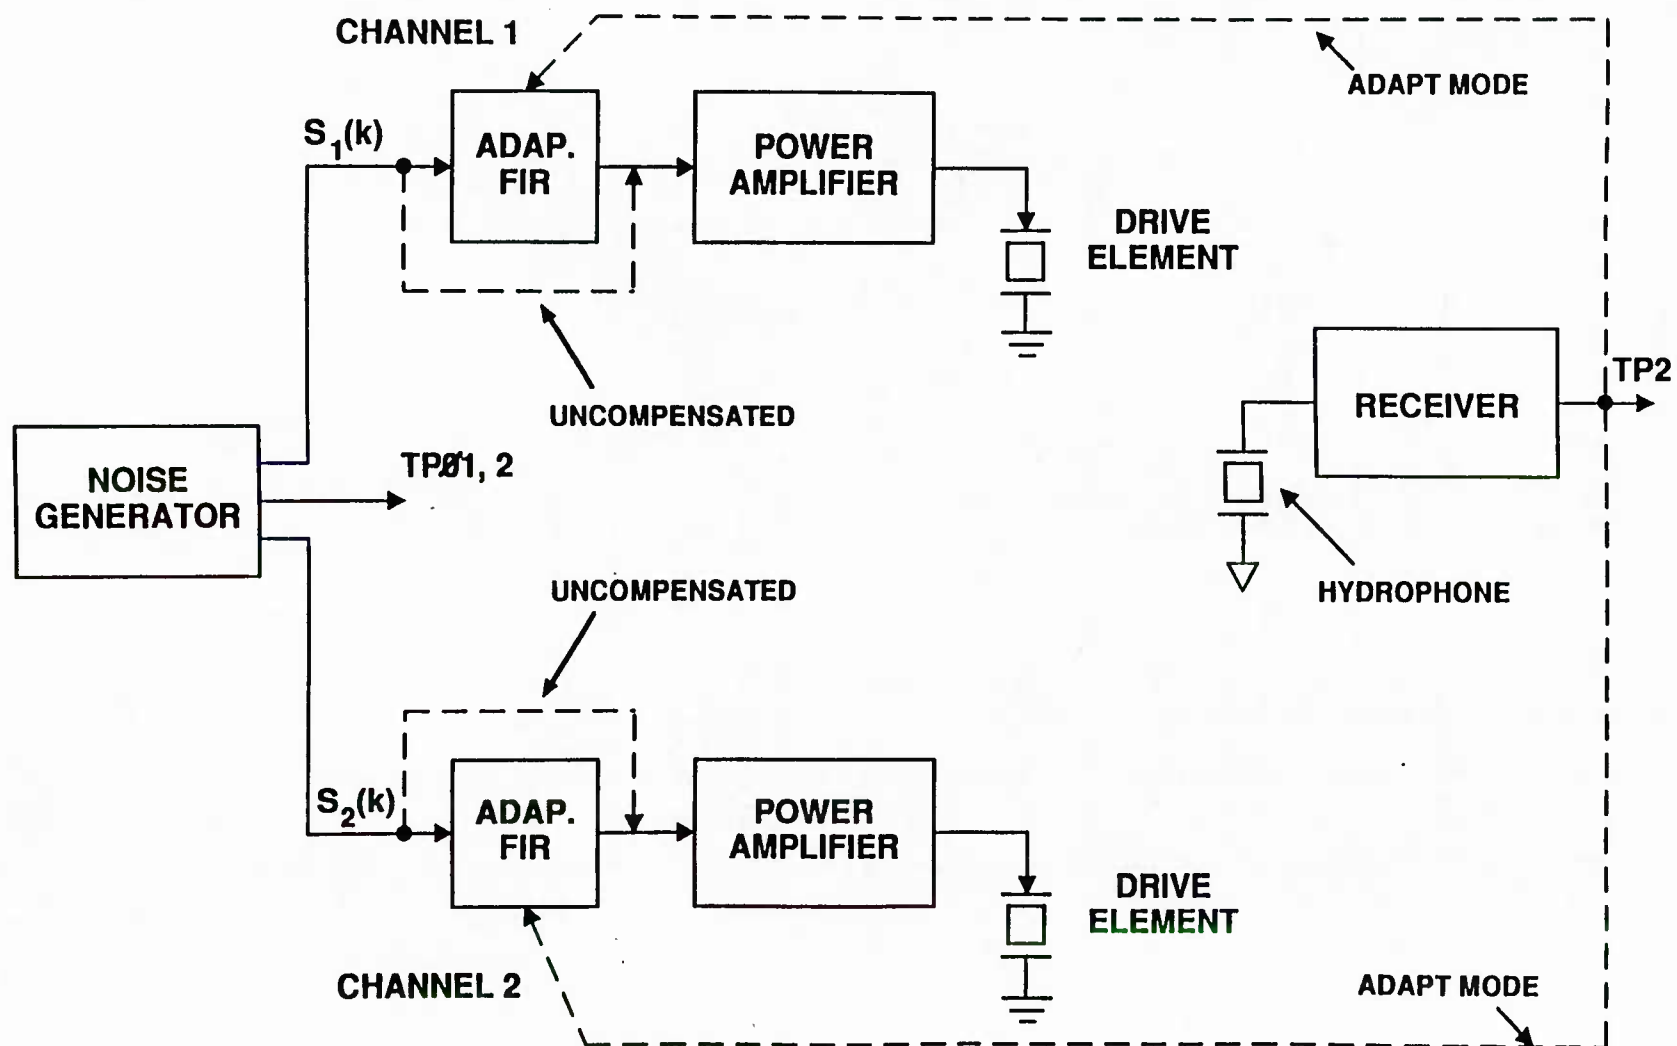 CHANNEL 1
ADAPT MODE
S1(k)
ADAP.
FIR
POWER
AMPLIFIER
DRIVE
ELEMENT
UNCOMPENSATED
TP2
RECEIVER
NOISE
GENERATOR
TPØ1, 2
HYDROPHONE
UNCOMPENSATED
S2(k)
ADAP.
FIR
POWER
AMPLIFIER
DRIVE
ELEMENT
CHANNEL 2
ADAPT MODE